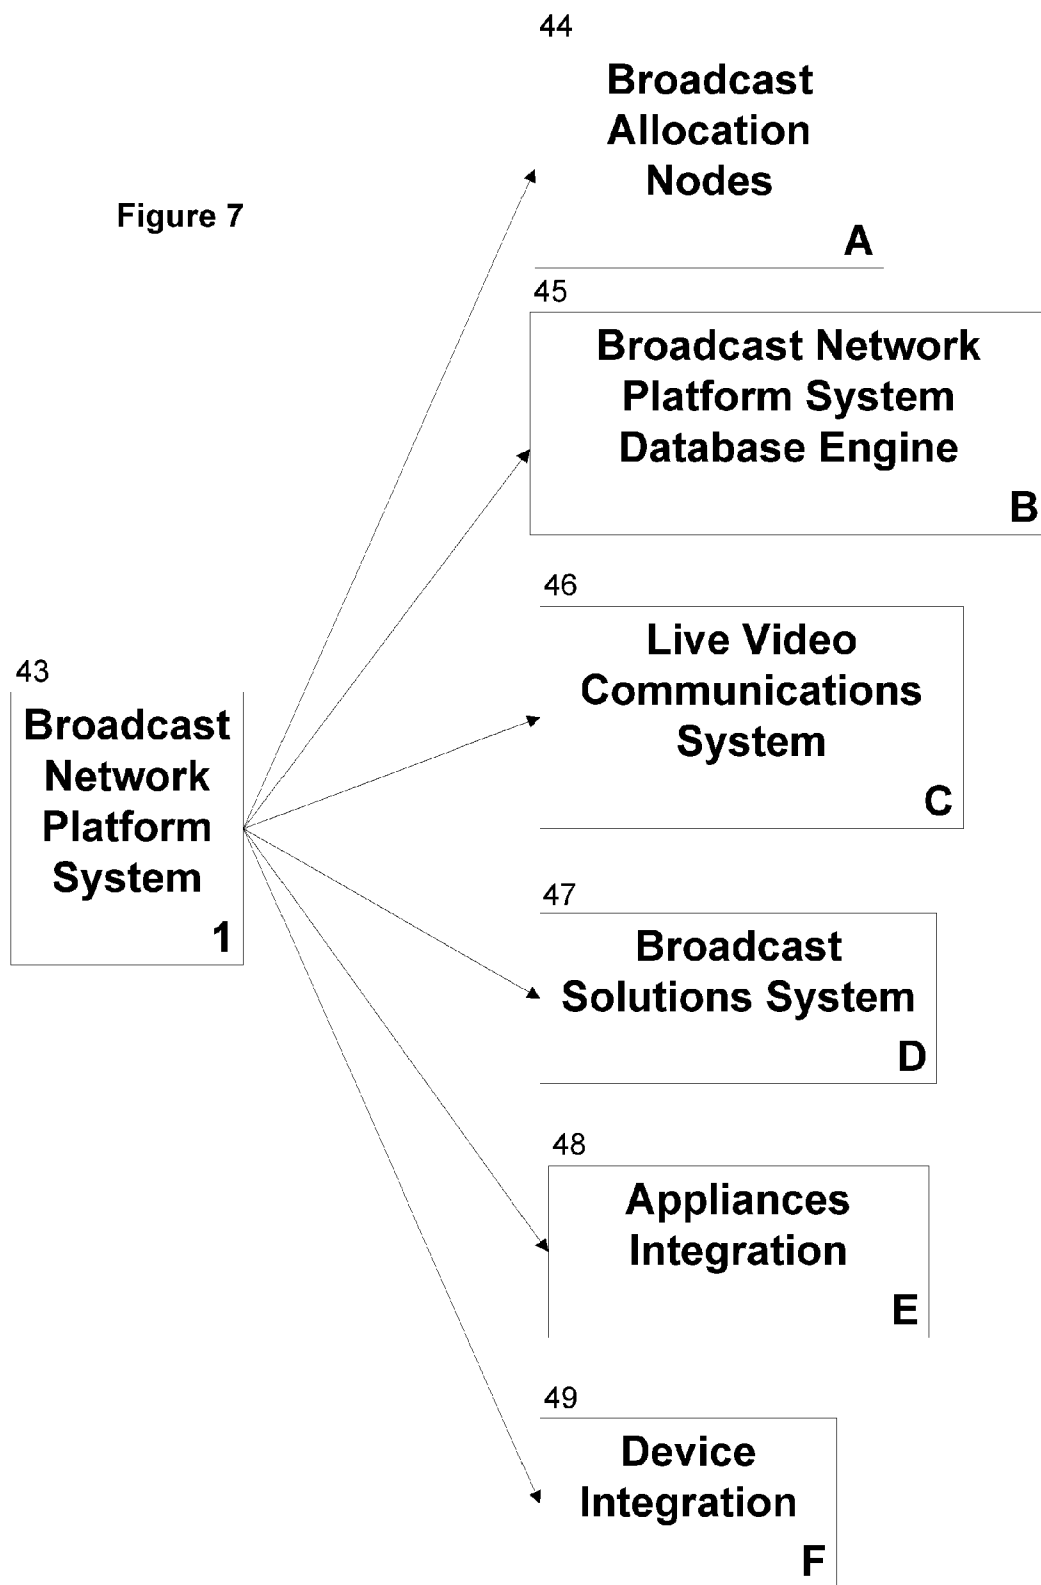 44
Broadcast
Allocation
Nodes
A
Figure 7
45
Broadcast Network
Platform System
Database Engine
B
46
Live Video
Communications
System
C
43
Broadcast
Network
Platform
System
1
47
Broadcast
Solutions System
D
48
Appliances
Integration
E
49
Device
Integration
F